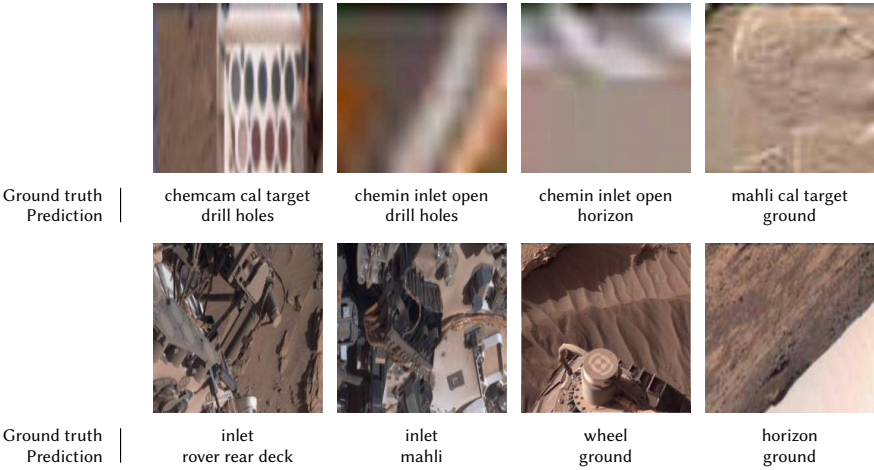 Ground truth chemcam cal target chemin inlet open chemin inlet open mahli cal target
Prediction drill holes drill holes horizon ground
Ground truth inlet inlet wheel horizon
Prediction rover rear deck mahli ground ground